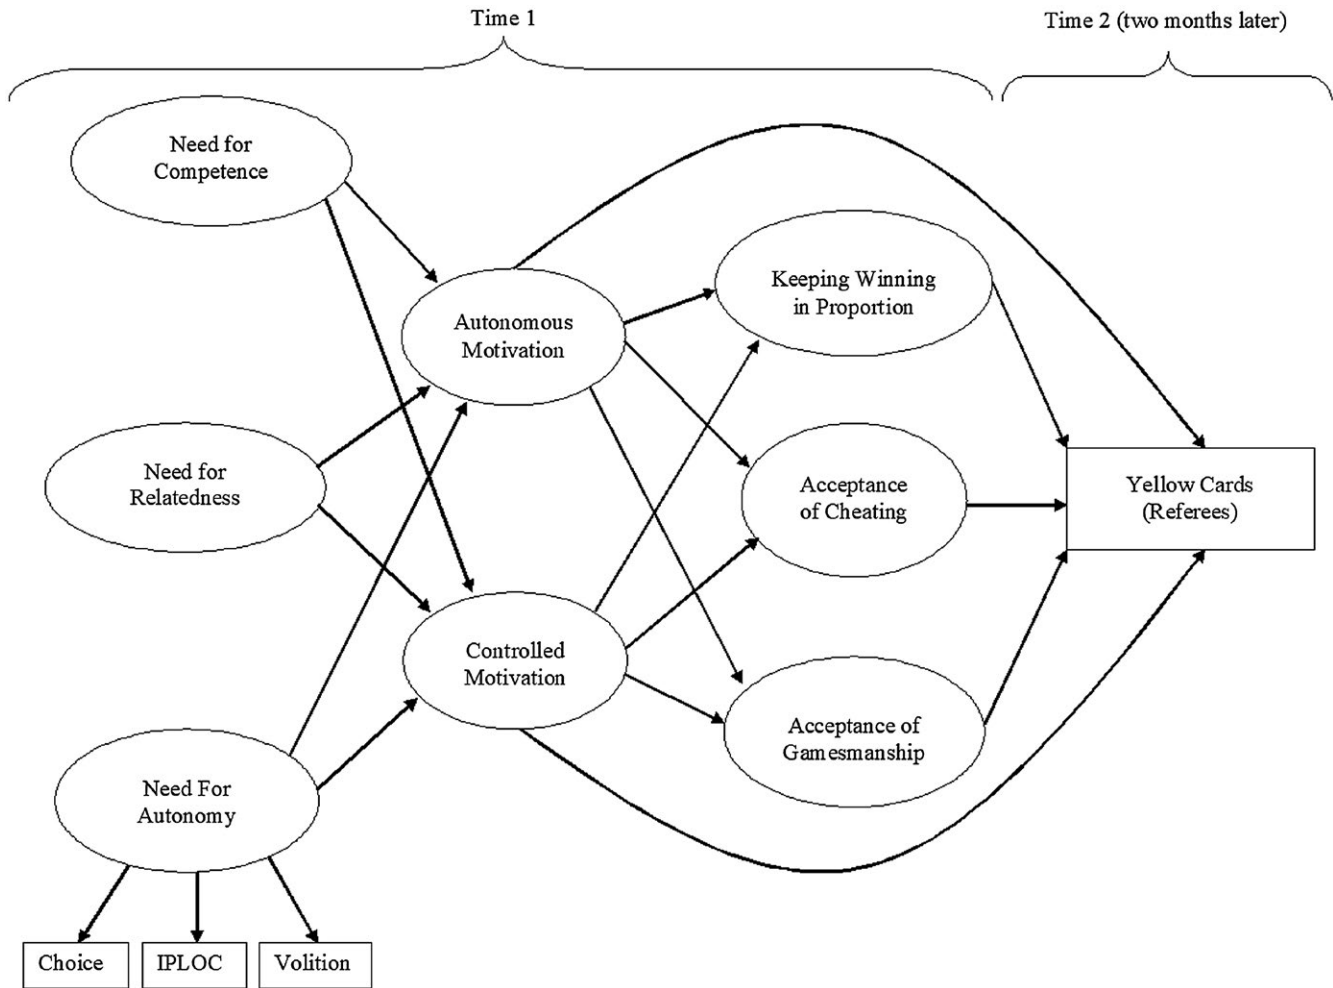 Time 1
Time 2 (two months later)
Need for
Competence
Keeping Winning
in Proportion
Autonomous
Motivation
Need for
Relatedness
Acceptance
of Cheating
Yellow Cards
(Referees)
Controlled
Motivation
Acceptance of
Gamesmanship
Need For
Autonomy
Choice
IPLOC
Volition